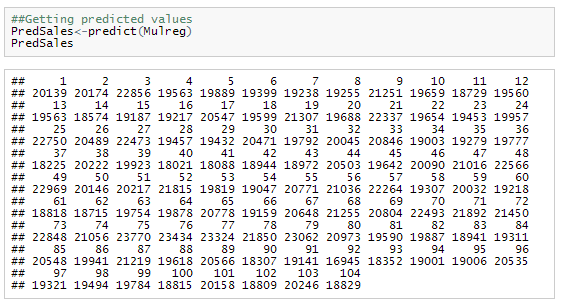 ##Getting predicted values
PredSales<-predict(Mulreg)
PredSales
## 1 2 3 4 5 6 7 8 9 10 11 12
## 20139 20174 22856 19563 19889 19399 19238 19255 21251 19659 18729 19560
## 13 14 15 16 17 18 19 20 21 22 23 24
## 19563 18574 19187 19217 20547 19599 21307 19688 22337 19654 19453 19957
## 25 26 27 28 29 30 31 32 33 34 35 36
## 22750 20489 22473 19457 19432 20471 19792 20045 20846 19003 19279 19777
## 37 38 39 40 41 42 43 44 45 46 47 48
## 18225 20222 19923 18021 18088 18944 18972 20503 19642 20090 21016 22566
## 49 50 51 52 53 54 55 56 57 58 59 60
## 22969 20146 20217 21815 19819 19047 20771 21036 22264 19307 20032 19218
## 61 62 63 64 65 66 67 68 69 70 71 72
## 18818 18715 19754 19878 20778 19159 20648 21255 20804 22493 21892 21450
## 73 74 75 76 77 78 79 80 81 82 83 84
## 22848 21056 23770 23434 23324 21850 23062 20973 19590 19887 18941 19311
## 85 86 87 88 89 90 91 92 93 94 95 96
## 20548 19941 21219 19618 20566 18307 19141 16945 18352 19001 19006 20535
## 97 98 99 100 101 102 103 104
## 19321 19494 19784 18815 20158 18809 20246 18829